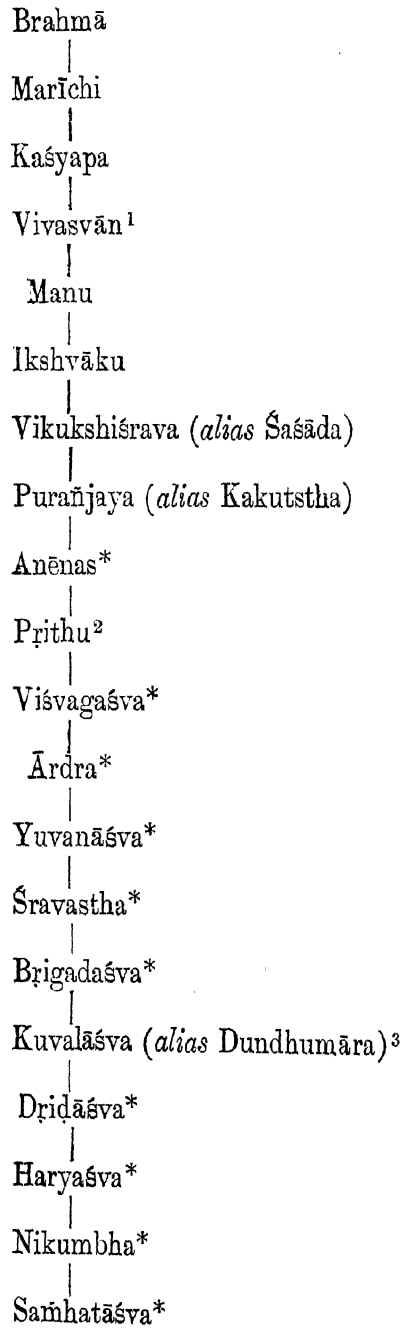 Brahmā
Marīchi
Kaśyapa
Vivasvān¹
Manu
Ikshvāku
Vikukshiśrava (alias Śaśāda)
Purañjaya (alias Kakutstha)
Anēnas*
Pṛithu²
Viśvagaśva*
Ārdra*
Yuvanāśva*
Śravastha*
Bṛigadaśva*
Kuvalāśva (alias Dundhumāra)³
Dṛiḍāśva*
Haryaśva*
Nikumbha*
Saṁhatāśva*